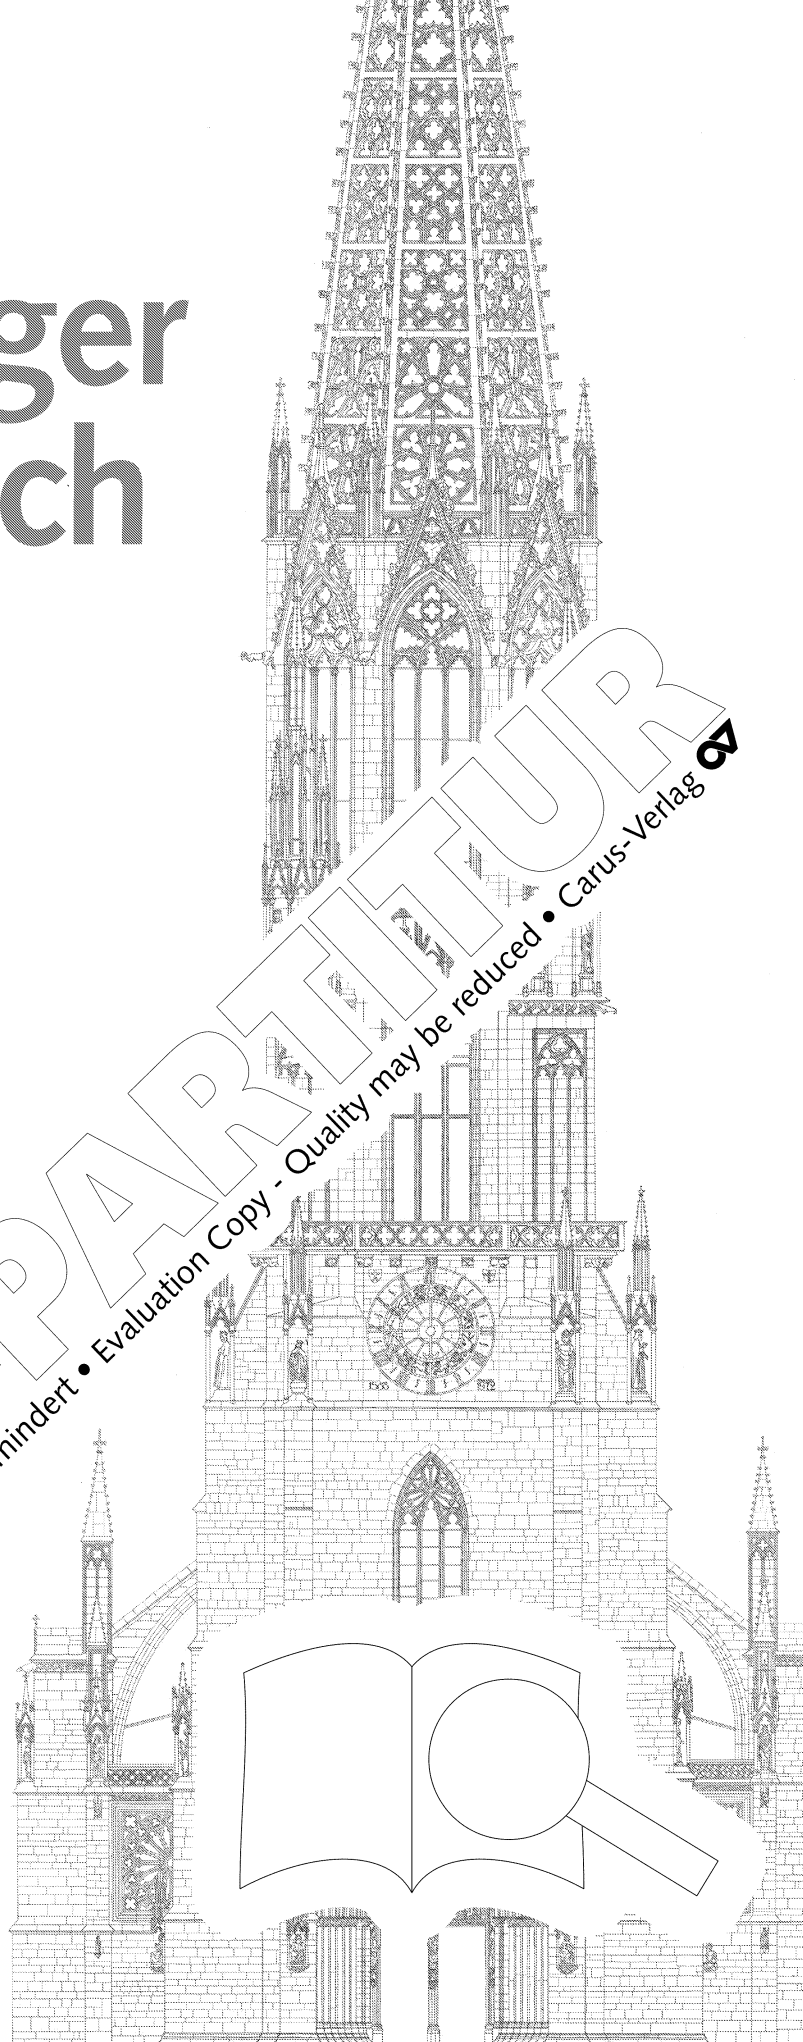 ger
ch
PARTITUR
mindert • Evaluation Copy - Quality may be reduced • Carus-Verlag